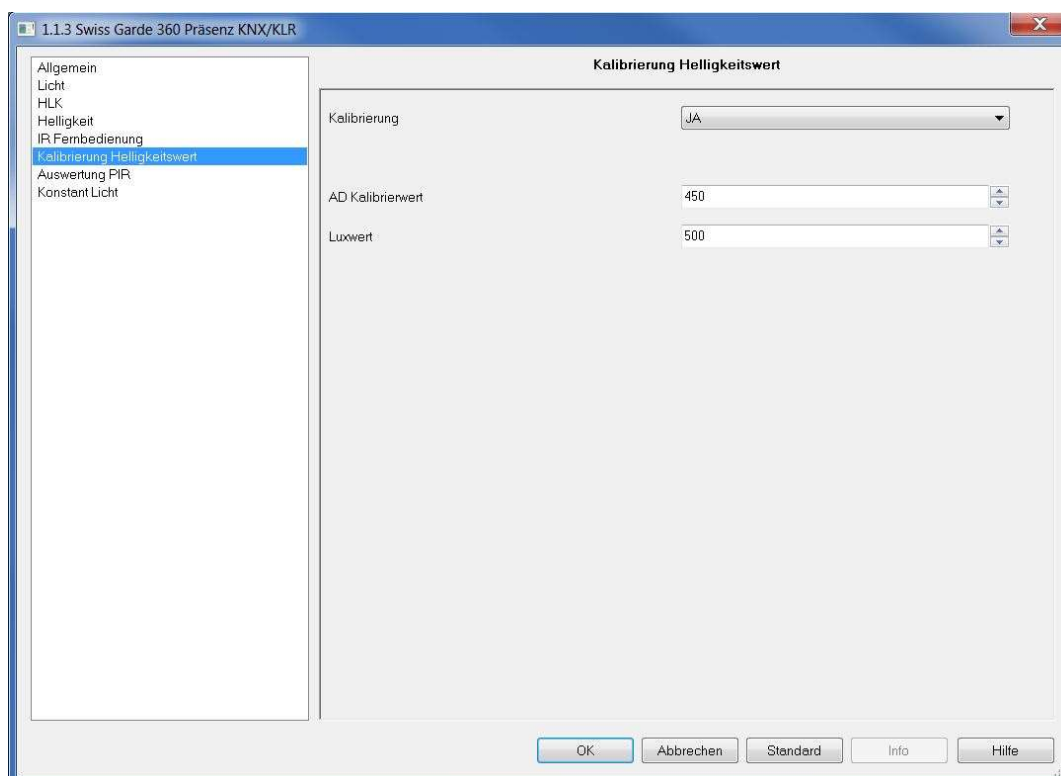 1.1.3 Swiss Garde 360 Präsenz KNX/KLR
Allgemein
Licht
HLK
Helligkeit
IR Fernbedienung
Kalibrierung Helligkeitswert
Auswertung PIR
Konstant Licht
Kalibrierung Helligkeitswert
Kalibrierung
JA
AD Kalibrierwert
450
Luxwert
500
OK
Abbrechen
Standard
Info
Hilfe